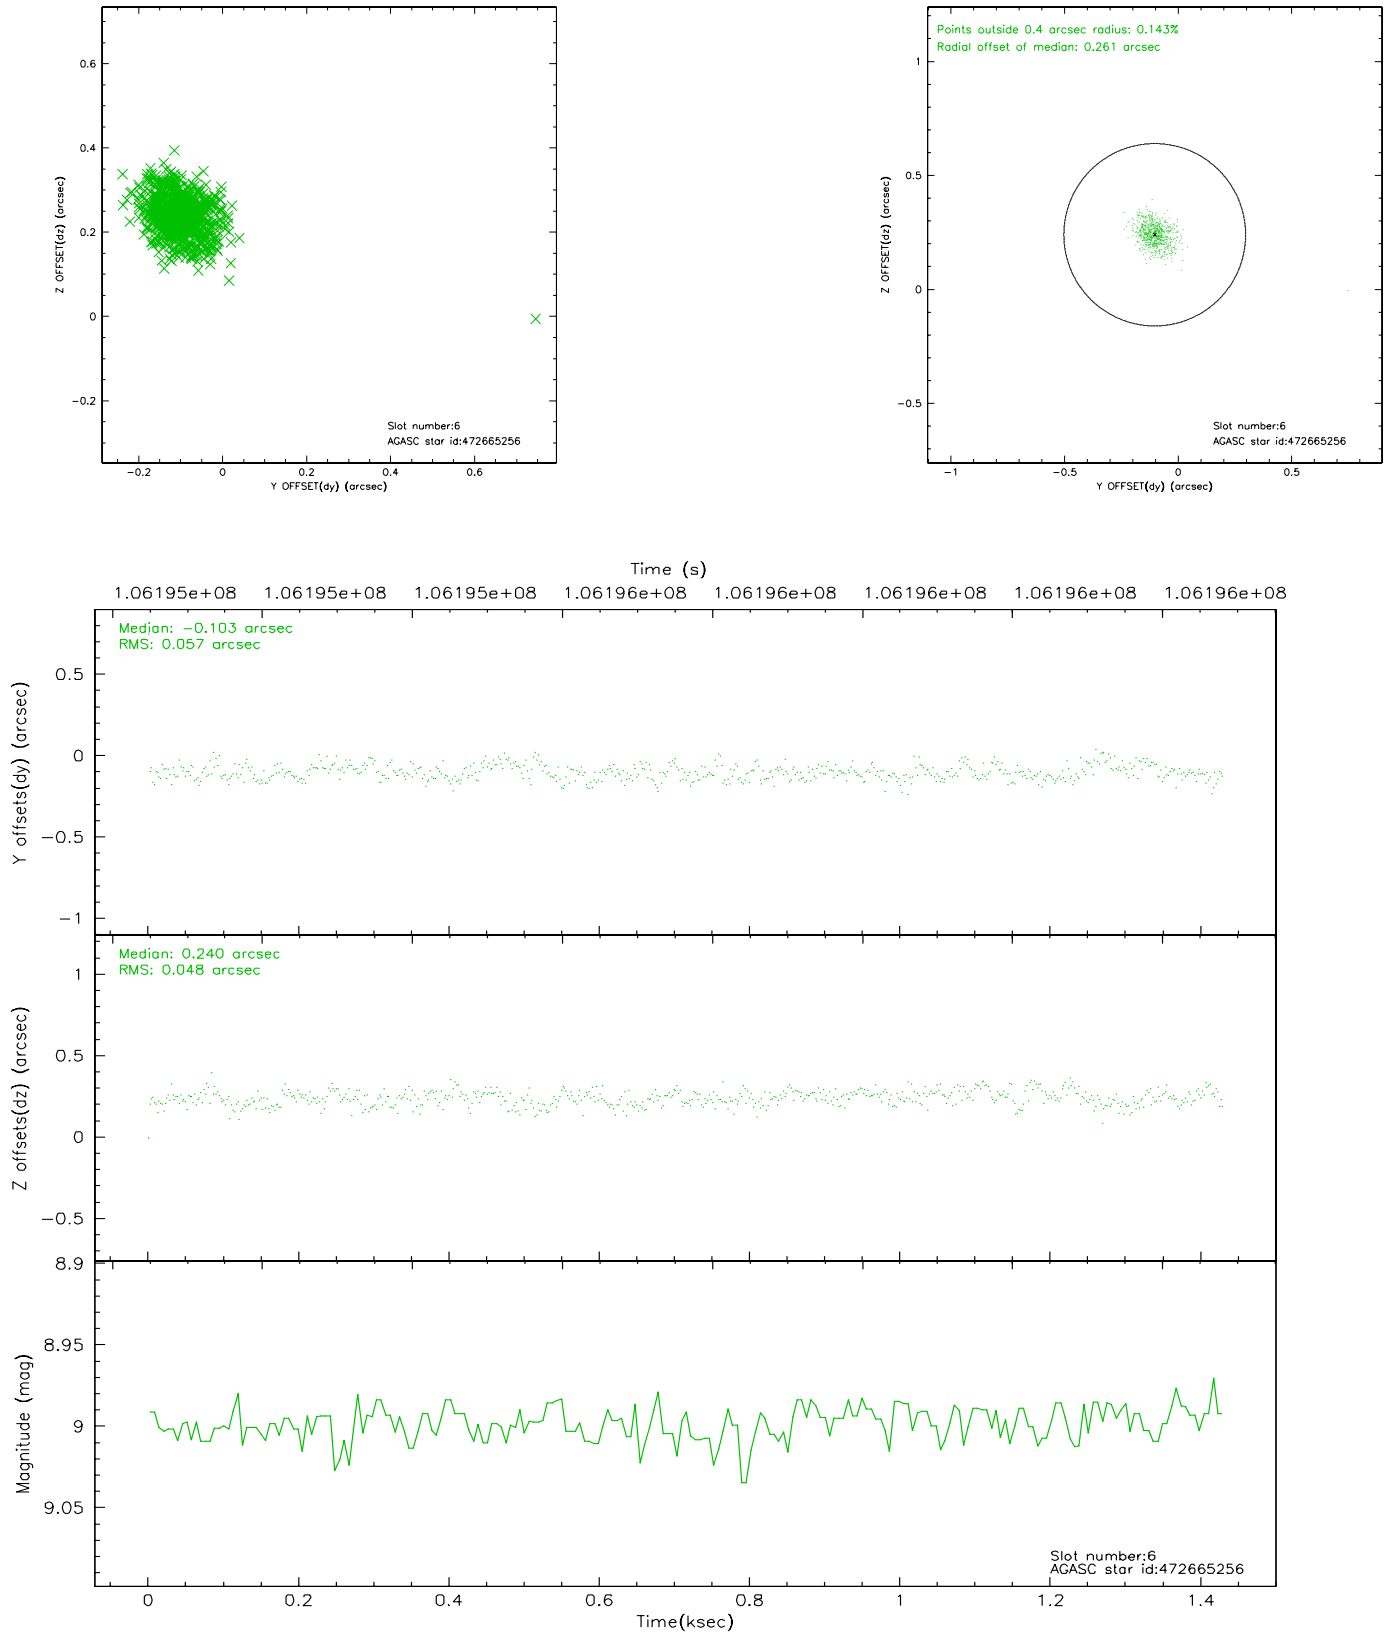 0.6
0.4
0.2
0
−0.2
Z OFFSET(dz) (arcsec)
Slot number:6
AGASC star id:472665256
−0.2 0 0.2 0.4 0.6
Y OFFSET(dy) (arcsec)
Points outside 0.4 arcsec radius: 0.143%
Radial offset of median: 0.261 arcsec
1
0.5
0
−0.5
Z OFFSET(dz) (arcsec)
Slot number:6
AGASC star id:472665256
−1 −0.5 0 0.5
Y OFFSET(dy) (arcsec)
Time (s)
1.06195e+08 1.06195e+08 1.06195e+08 1.06196e+08 1.06196e+08 1.06196e+08 1.06196e+08 1.06196e+08
Median: −0.103 arcsec
RMS: 0.057 arcsec
0.5
0
−0.5
−1
Y offsets(dy) (arcsec)
Median: 0.240 arcsec
RMS: 0.048 arcsec
1
0.5
0
−0.5
Z offsets(dz) (arcsec)
8.9
8.95
9
9.05
Magnitude (mag)
Slot number:6
AGASC star id:472665256
0 0.2 0.4 0.6 0.8 1 1.2 1.4
Time(ksec)